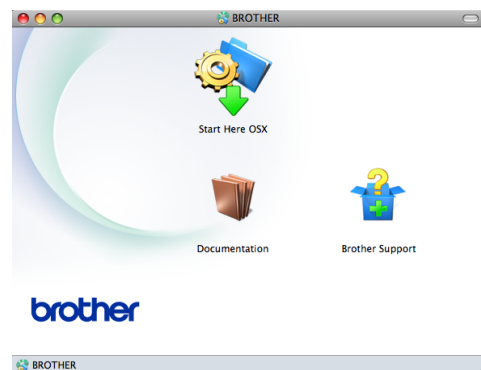 BROTHER
Start Here OSX
Documentation
Brother Support
brother
BROTHER